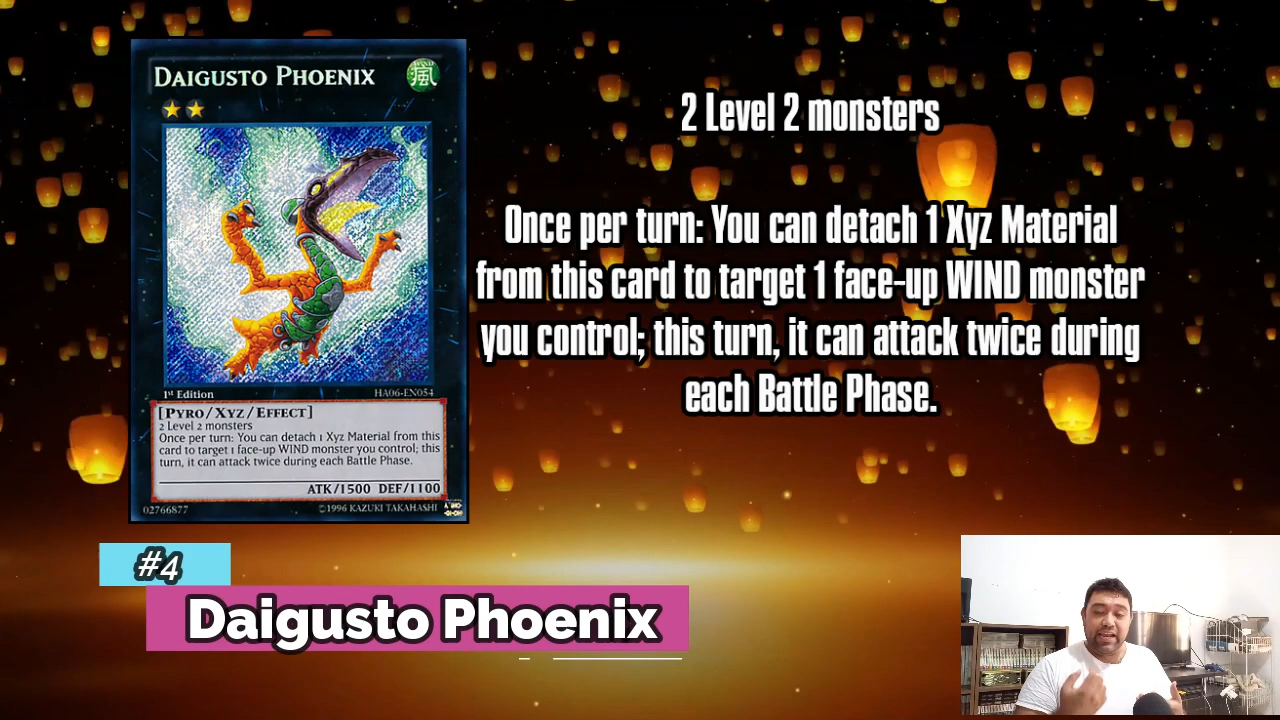 DAIGUSTO PHOENIX
WIND
風
1st Edition
HA06-EN054
[PYRO/XYZ/EFFECT]
2 Level 2 monsters
Once per turn: You can detach 1 Xyz Material from this
card to target 1 face-up WIND monster you control; this
turn, it can attack twice during each Battle Phase.
ATK/1500 DEF/1100
02766877
©1996 KAZUKI TAKAHASHI
2 Level 2 monsters
Once per turn: You can detach 1 Xyz Material
from this card to target 1 face-up WIND monster
you control; this turn, it can attack twice during
each Battle Phase.
#4
Daigusto Phoenix